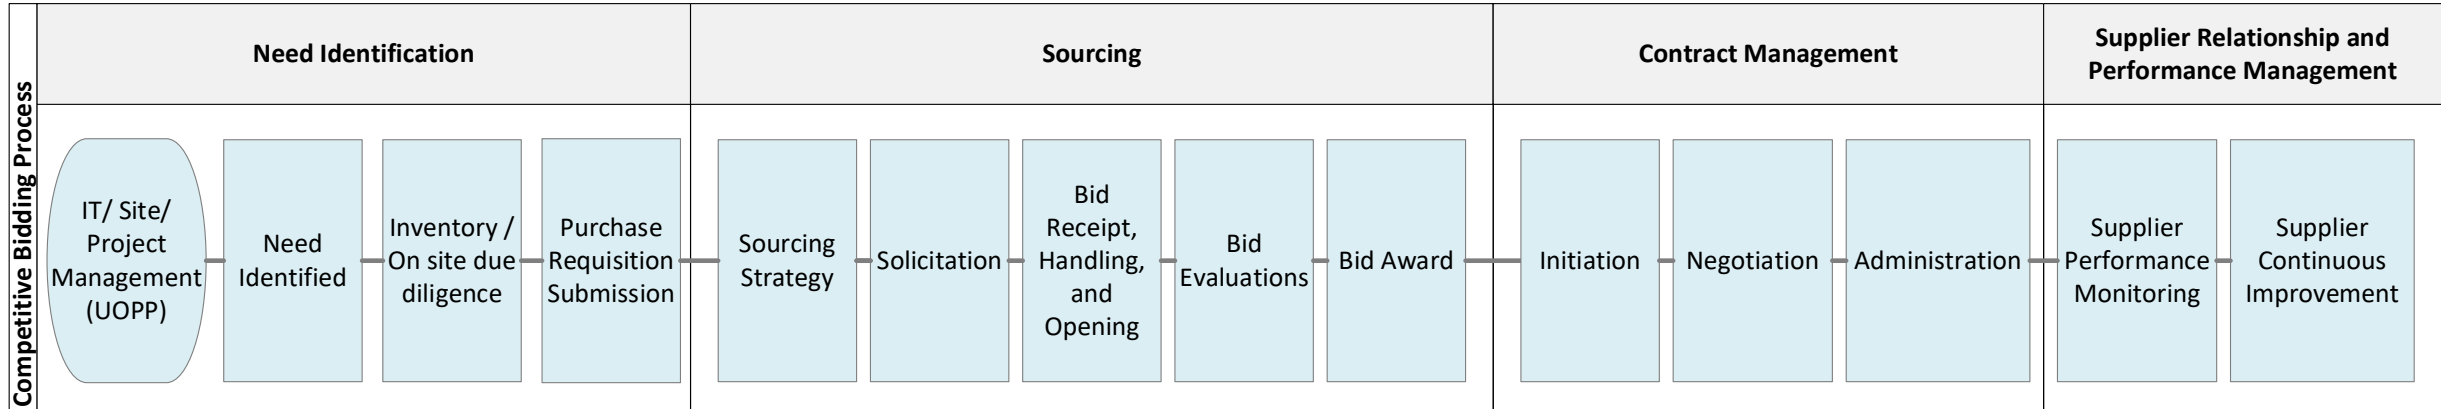 Competitive Bidding Process
Need Identification
Sourcing
Contract Management
Supplier Relationship and
Performance Management
IT/ Site/
Project
Management
(UOPP)
Need
Identified
Inventory /
On site due
diligence
Purchase
Requisition
Submission
Sourcing
Strategy
Solicitation
Bid
Receipt,
Handling,
and
Opening
Bid
Evaluations
Bid Award
Initiation
Negotiation
Administration
Supplier
Performance
Monitoring
Supplier
Continuous
Improvement